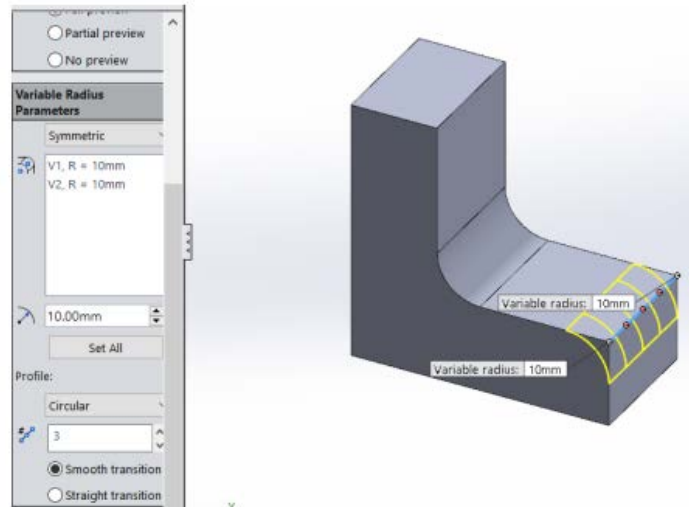 Partial preview
No preview
Variable Radius
Parameters
Symmetric
V1, R = 10mm
V2, R = 10mm
10.00mm
Set All
Profile:
Circular
3
Smooth transition
Straight transition
Variable radius: 10mm
Variable radius: 10mm